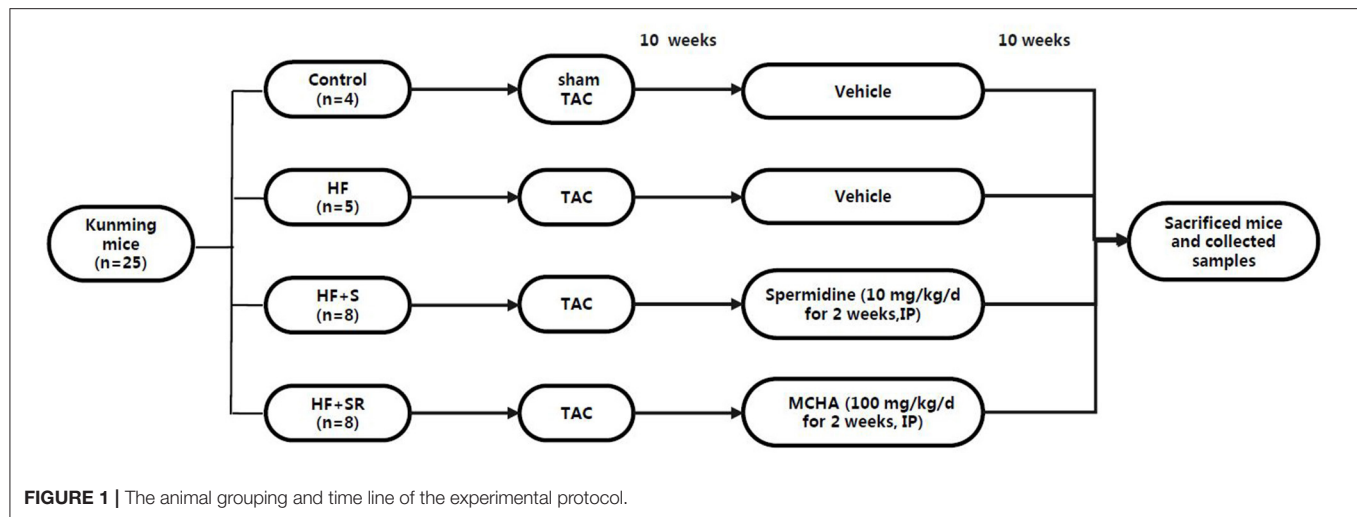 10 weeks
10 weeks
Kunming
mice
(n=25)
Control
(n=4)
sham
TAC
Vehicle
HF
(n=5)
TAC
Vehicle
HF+S
(n=8)
TAC
Spermidine (10 mg/kg/d
for 2 weeks,IP)
HF+SR
(n=8)
TAC
MCHA (100 mg/kg/d
for 2 weeks, IP)
Sacrificed mice
and collected
samples
FIGURE 1 | The animal grouping and time line of the experimental protocol.